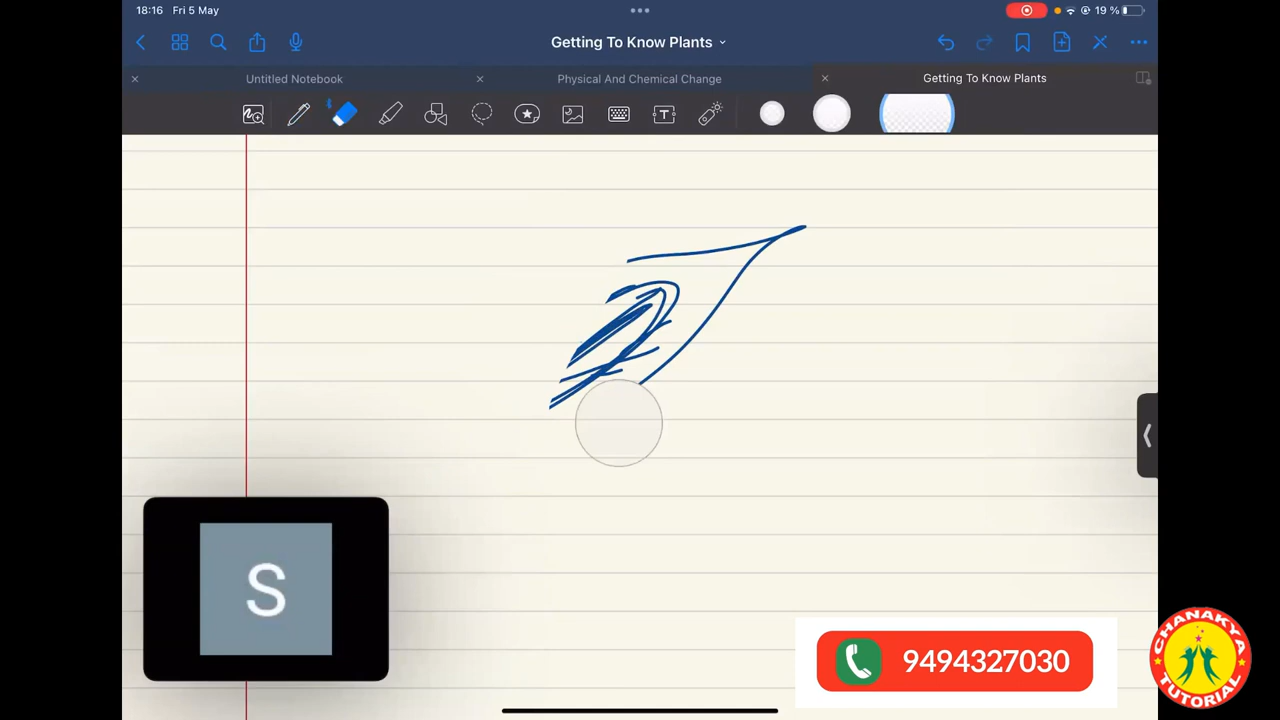 18:16 Fri 5 May 19 %
Getting To Know Plants
Untitled Notebook Physical And Chemical Change Getting To Know Plants
T
S
9494327030
CHANAKYA
TUTORIAL